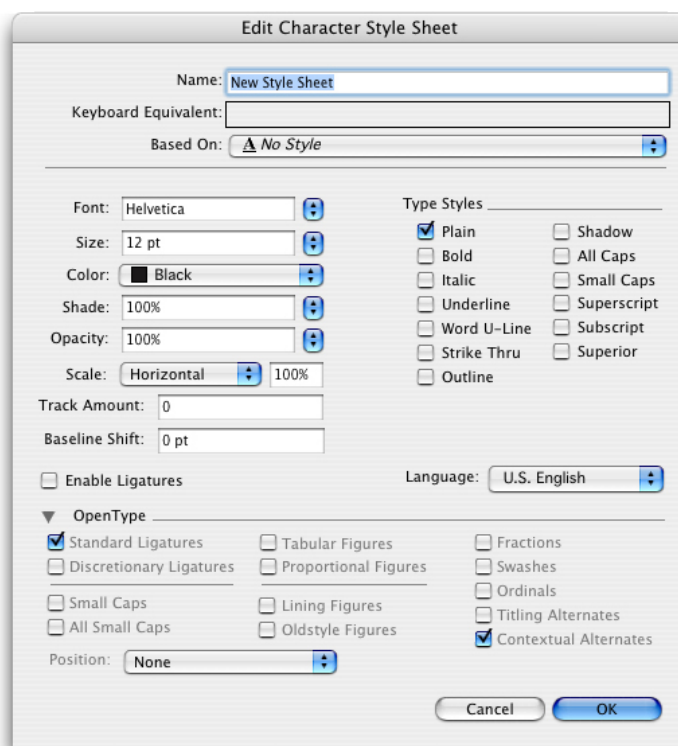 Edit Character Style Sheet
Name: New Style Sheet
Keyboard Equivalent:
Based On: A No Style
Font: Helvetica
Size: 12 pt
Color: Black
Shade: 100%
Opacity: 100%
Scale: Horizontal 100%
Track Amount: 0
Baseline Shift: 0 pt
Type Styles
Plain
Bold
Italic
Underline
Word U-Line
Strike Thru
Outline
Shadow
All Caps
Small Caps
Superscript
Subscript
Superior
Enable Ligatures
Language: U.S. English
OpenType
Standard Ligatures
Discretionary Ligatures
Small Caps
All Small Caps
Tabular Figures
Proportional Figures
Lining Figures
Oldstyle Figures
Fractions
Swashes
Ordinals
Titling Alternates
Contextual Alternates
Position: None
Cancel
OK